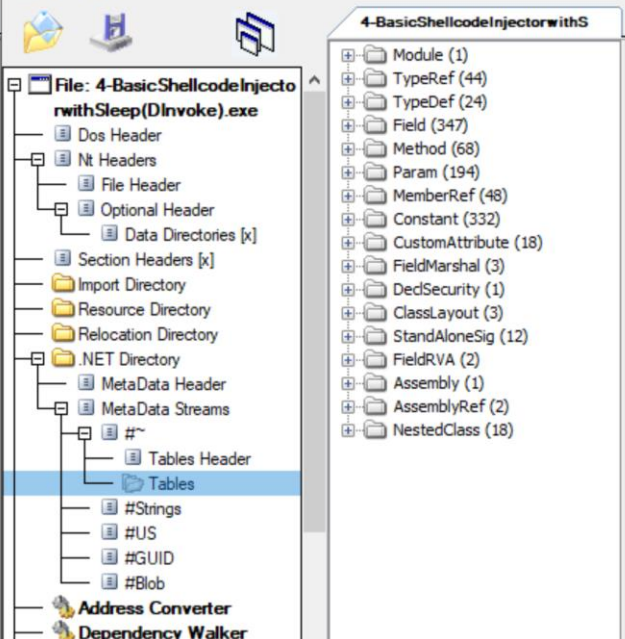 File: 4-BasicShellcodeInjecto
rwithSleep(DInvoke).exe
Dos Header
Nt Headers
File Header
Optional Header
Data Directories [x]
Section Headers [x]
Import Directory
Resource Directory
Relocation Directory
.NET Directory
MetaData Header
MetaData Streams
#~
Tables Header
Tables
#Strings
#US
#GUID
#Blob
Address Converter
Dependency Walker
4-BasicShellcodeInjectorwithS
Module (1)
TypeRef (44)
TypeDef (24)
Field (347)
Method (68)
Param (194)
MemberRef (48)
Constant (332)
CustomAttribute (18)
FieldMarshal (3)
DeclSecurity (1)
ClassLayout (3)
StandAloneSig (12)
FieldRVA (2)
Assembly (1)
AssemblyRef (2)
NestedClass (18)